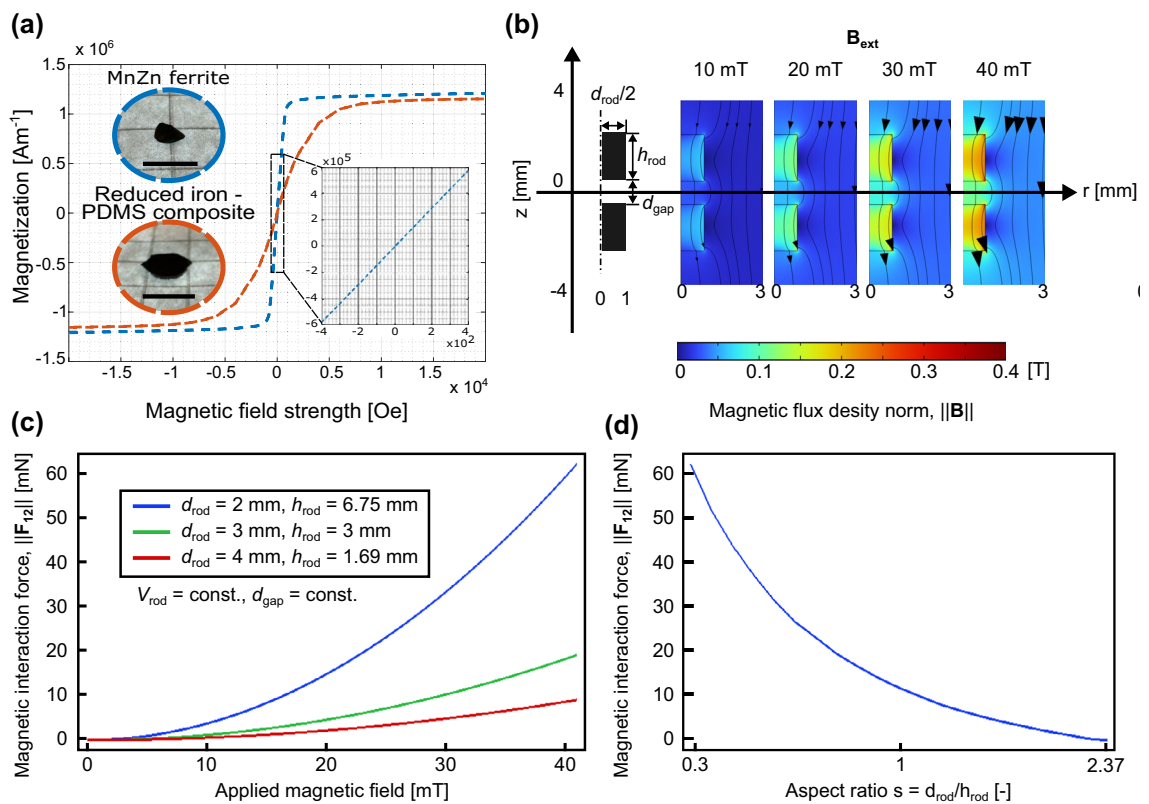 (a)
x 10⁶
1.5
1.2
0.6
0
-0.5
-1
-1.5
Magnetization [Am⁻¹]
MnZn ferrite
Reduced iron -
PDMS composite
x10⁵
6
4
2
0
-2
-4
-6
-4
-2
0
2
4
x10²
-1.5
-1
-0.5
0
0.5
1
1.5
x 10⁴
Magnetic field strength [Oe]
(b)
B_ext
10 mT
20 mT
30 mT
40 mT
d_rod/2
h_rod
d_gap
z [mm]
4
0
-4
0 1
r [mm]
0 3
0 3
0 3
0 3
0
0 0.1 0.2 0.3 0.4 [T]
Magnetic flux desity norm, ||B||
(c)
Magnetic interaction force, ||F₁₂|| [mN]
60
50
40
30
20
10
0
d_rod = 2 mm, h_rod = 6.75 mm
d_rod = 3 mm, h_rod = 3 mm
d_rod = 4 mm, h_rod = 1.69 mm
V_rod = const., d_gap = const.
0 10 20 30 40
Applied magnetic field [mT]
(d)
Magnetic interaction force, ||F₁₂|| [mN]
60
50
40
30
20
10
0
0.3 1 2.37
Aspect ratio s = d_rod/h_rod [-]